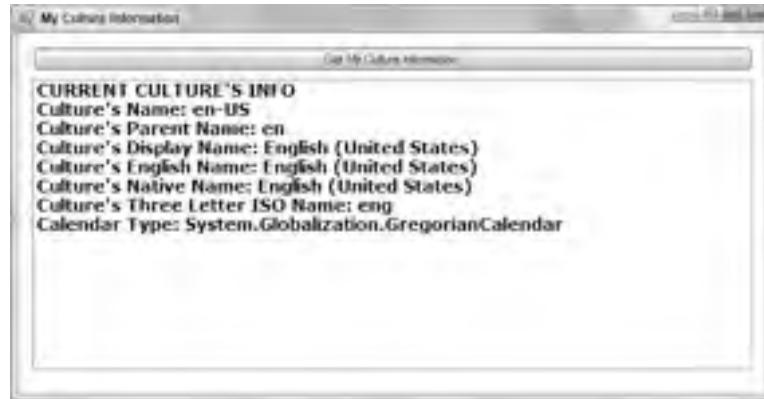 My Culture Information
Get My Culture Information
CURRENT CULTURE'S INFO
Culture's Name: en-US
Culture's Parent Name: en
Culture's Display Name: English (United States)
Culture's English Name: English (United States)
Culture's Native Name: English (United States)
Culture's Three Letter ISO Name: eng
Calendar Type: System.Globalization.GregorianCalendar